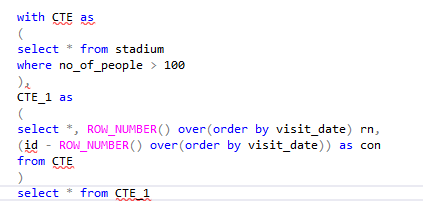 with CTE as
(
select * from stadium
where no_of_people > 100
),
CTE_1 as
(
select *, ROW_NUMBER() over(order by visit_date) rn,
(id - ROW_NUMBER() over(order by visit_date)) as con
from CTE
)
select * from CTE_1